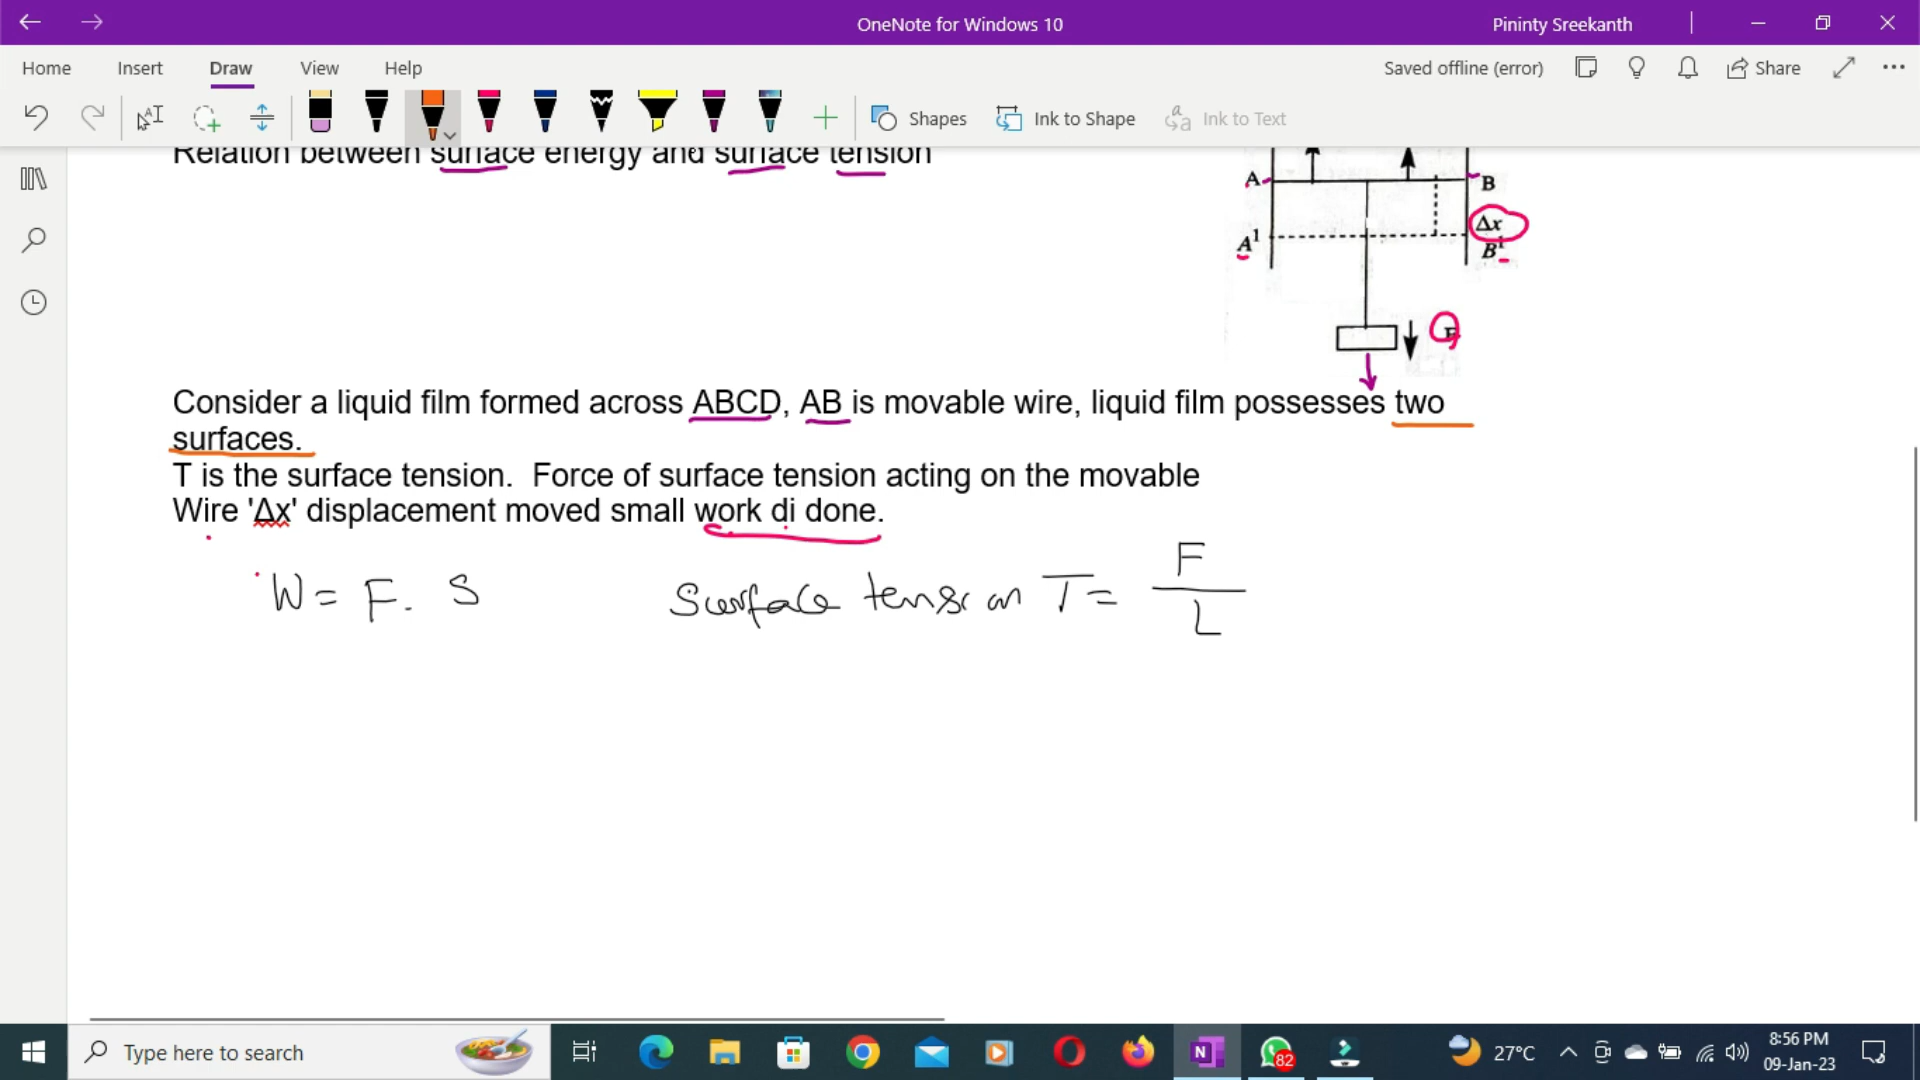 OneNote for Windows 10
Pininty Sreekanth
Home Insert Draw View Help
Saved offline (error) Share
Shapes Ink to Shape Ink to Text
Relation between surface energy and surface tension
A B
Δx
A¹ B¹
F
Consider a liquid film formed across ABCD, AB is movable wire, liquid film possesses two
surfaces.
T is the surface tension. Force of surface tension acting on the movable
Wire 'Δx' displacement moved small work di done.
W = F. S Surface tension T = F
L
Type here to search
82
27°C
8:56 PM
09-Jan-23